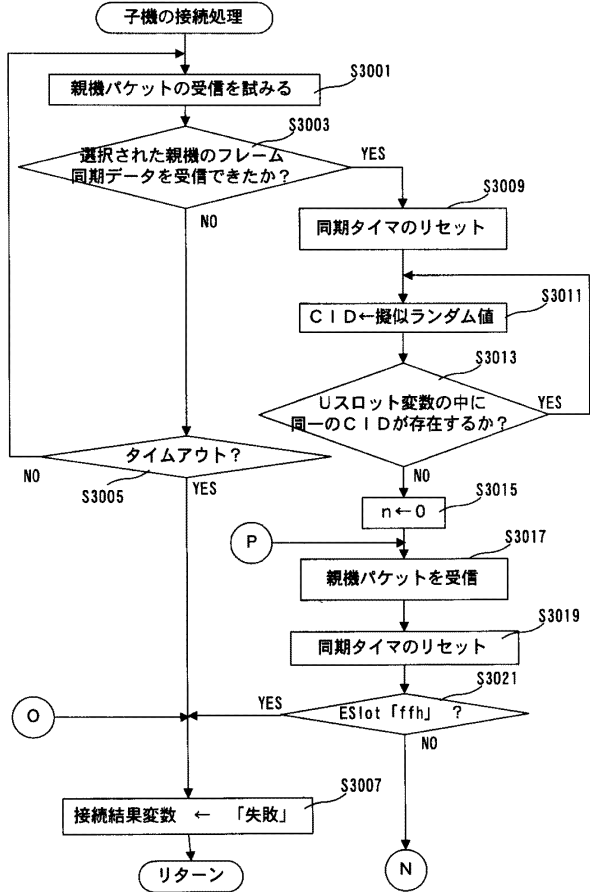 子機の接続処理
S3001
親機パケットの受信を試みる
S3003
選択された親機のフレーム
同期データを受信できたか？
YES
NO
S3009
同期タイマのリセット
S3011
ＣＩＤ←擬似ランダム値
S3013
Ｕスロット変数の中に
同一のＣＩＤが存在するか？
YES
NO
タイムアウト？
NO
S3005
YES
S3015
n←0
P
S3017
親機パケットを受信
S3019
同期タイマのリセット
S3021
ESlot「ffh」 ？
YES
NO
O
S3007
接続結果変数 ← 「失敗」
リターン
N